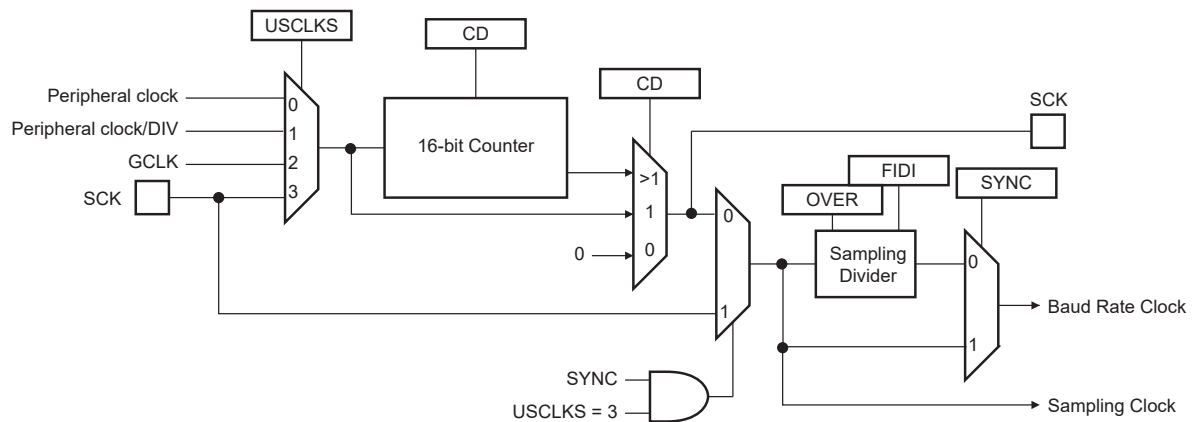 USCLKS
CD
CD
Peripheral clock
0
SCK
Peripheral clock/DIV
1
16-bit Counter
GCLK
2
>1
FIDI
SCK
3
OVER
SYNC
1
0
0
0
Sampling
Divider
0
1
Baud Rate Clock
1
SYNC
USCLKS = 3
Sampling Clock